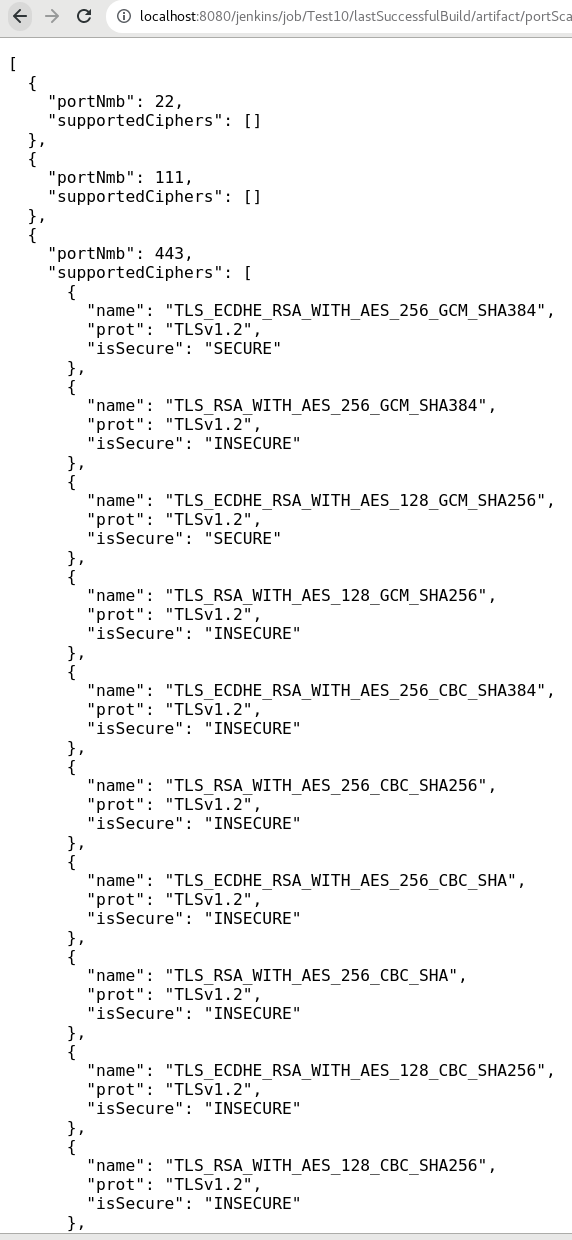 localhost:8080/jenkins/job/Test10/lastSuccessfulBuild/artifact/portSca
[
  {
    "portNmb": 22,
    "supportedCiphers": []
  },
  {
    "portNmb": 111,
    "supportedCiphers": []
  },
  {
    "portNmb": 443,
    "supportedCiphers": [
      {
        "name": "TLS_ECDHE_RSA_WITH_AES_256_GCM_SHA384",
        "prot": "TLSv1.2",
        "isSecure": "SECURE"
      },
      {
        "name": "TLS_RSA_WITH_AES_256_GCM_SHA384",
        "prot": "TLSv1.2",
        "isSecure": "INSECURE"
      },
      {
        "name": "TLS_ECDHE_RSA_WITH_AES_128_GCM_SHA256",
        "prot": "TLSv1.2",
        "isSecure": "SECURE"
      },
      {
        "name": "TLS_RSA_WITH_AES_128_GCM_SHA256",
        "prot": "TLSv1.2",
        "isSecure": "INSECURE"
      },
      {
        "name": "TLS_ECDHE_RSA_WITH_AES_256_CBC_SHA384",
        "prot": "TLSv1.2",
        "isSecure": "INSECURE"
      },
      {
        "name": "TLS_RSA_WITH_AES_256_CBC_SHA256",
        "prot": "TLSv1.2",
        "isSecure": "INSECURE"
      },
      {
        "name": "TLS_ECDHE_RSA_WITH_AES_256_CBC_SHA",
        "prot": "TLSv1.2",
        "isSecure": "INSECURE"
      },
      {
        "name": "TLS_RSA_WITH_AES_256_CBC_SHA",
        "prot": "TLSv1.2",
        "isSecure": "INSECURE"
      },
      {
        "name": "TLS_ECDHE_RSA_WITH_AES_128_CBC_SHA256",
        "prot": "TLSv1.2",
        "isSecure": "INSECURE"
      },
      {
        "name": "TLS_RSA_WITH_AES_128_CBC_SHA256",
        "prot": "TLSv1.2",
        "isSecure": "INSECURE"
      },